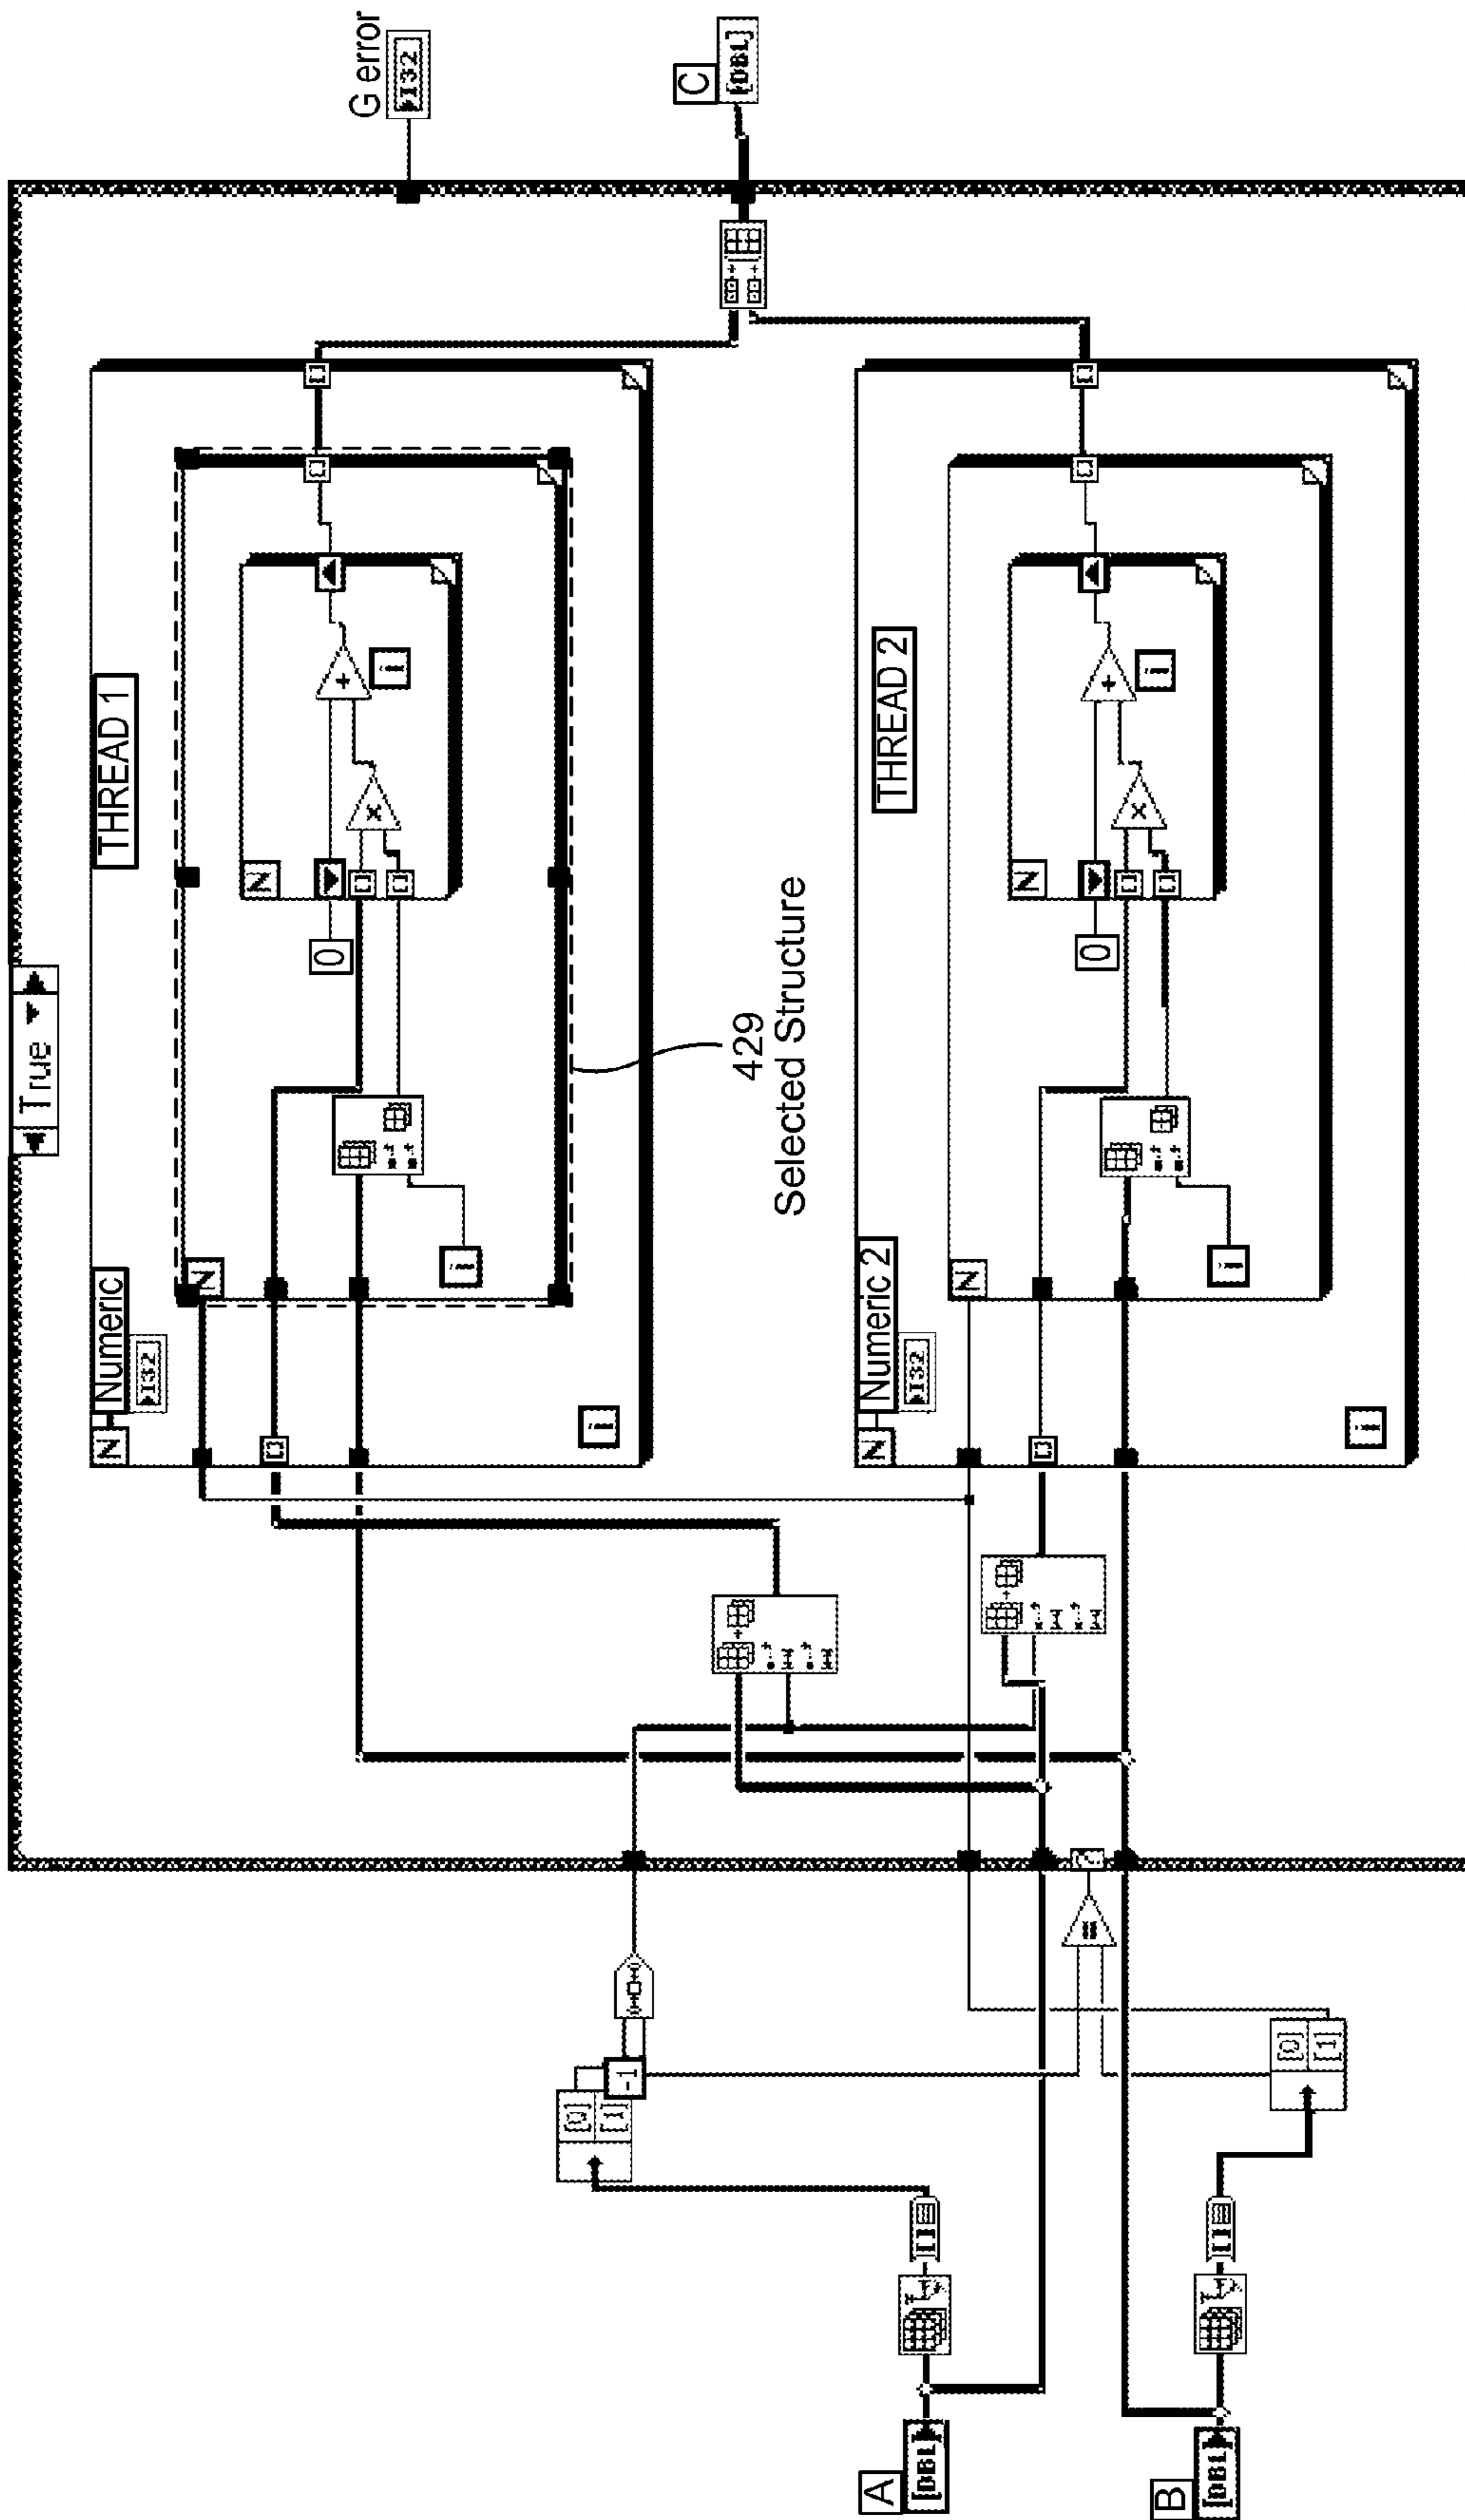 True
G error
I32
C
[DBL]
THREAD 1
Numeric
I32
N
N
N
0
i
i
i
×
+
-1
[0]
[1]
429
Selected Structure
THREAD 2
Numeric 2
I32
N
N
N
0
i
i
i
×
+
A
[DBL]
B
[DBL]
=
?
[0]
[1]